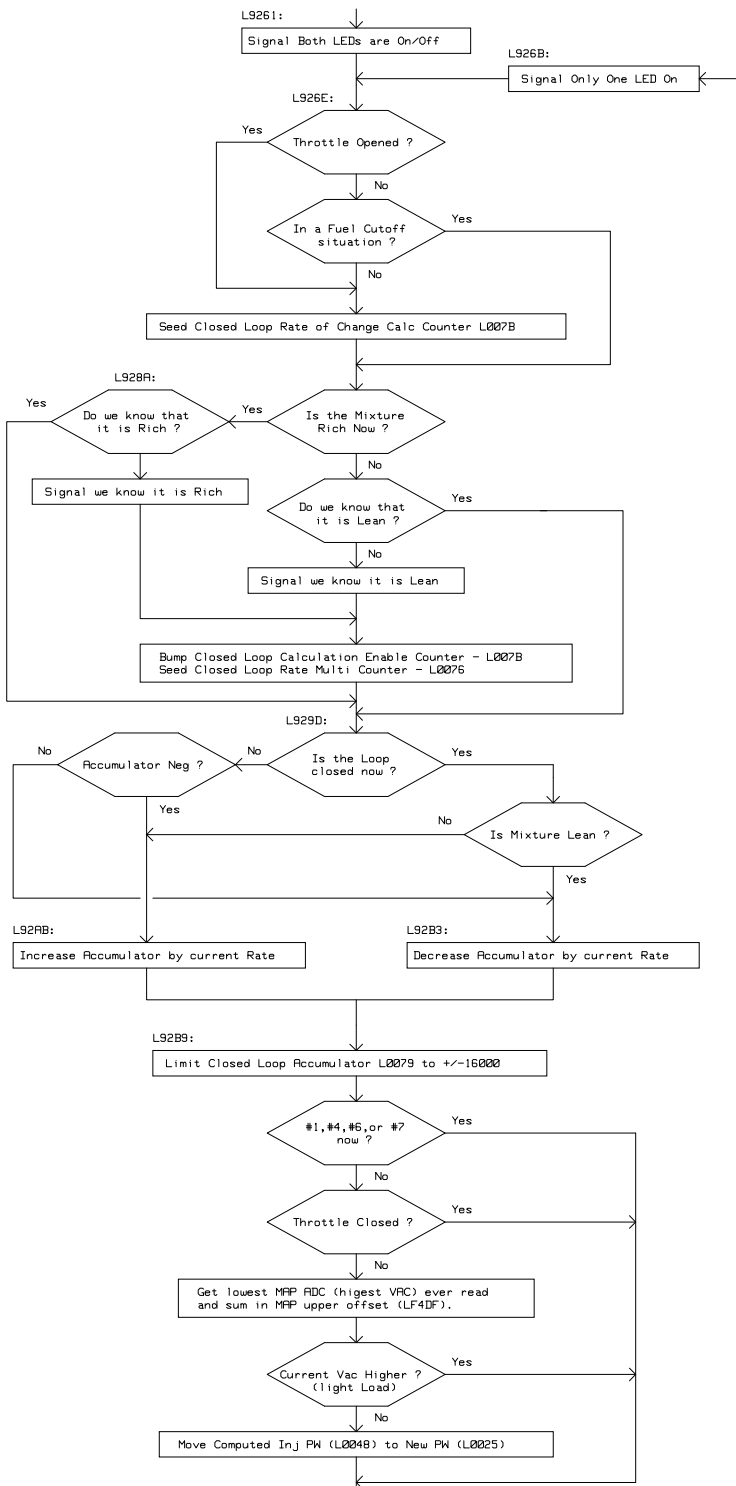 L9261:
Signal Both LEDs are On/Off
L926B:
Signal Only One LED On
L926E:
Yes
Throttle Opened ?
No
In a Fuel Cutoff
situation ?
Yes
No
Seed Closed Loop Rate of Change Calc Counter L007B
L928A:
Yes
Do we know that
it is Rich ?
Yes
Is the Mixture
Rich Now ?
No
Signal we know it is Rich
Do we know that
it is Lean ?
Yes
No
Signal we know it is Lean
Bump Closed Loop Calculation Enable Counter - L007B
Seed Closed Loop Rate Multi Counter - L0076
L929D:
No
Accumulator Neg ?
No
Is the Loop
closed now ?
Yes
Yes
No
Is Mixture Lean ?
Yes
L92AB:
Increase Accumulator by current Rate
L92B3:
Decrease Accumulator by current Rate
L92B9:
Limit Closed Loop Accumulator L0079 to +/-16000
#1,#4,#6,or #7
now ?
Yes
No
Throttle Closed ?
Yes
No
Get lowest MAP ADC (higest VAC) ever read
and sum in MAP upper offset (LF4DF).
Current Vac Higher ?
(light Load)
Yes
No
Move Computed Inj PW (L0048) to New PW (L0025)